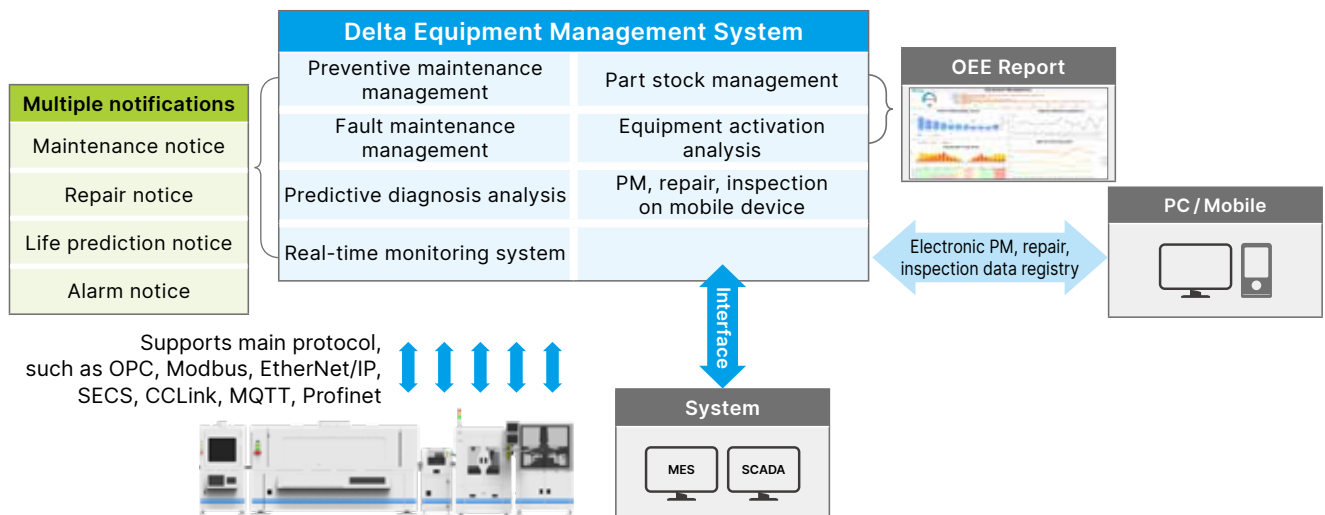 Delta Equipment Management System
Preventive maintenance
management
Part stock management
Fault maintenance
management
Equipment activation
analysis
Predictive diagnosis analysis
PM, repair, inspection
on mobile device
Real-time monitoring system
Multiple notifications
Maintenance notice
Repair notice
Life prediction notice
Alarm notice
OEE Report
PC / Mobile
Electronic PM, repair,
inspection data registry
Interface
Supports main protocol,
such as OPC, Modbus, EtherNet/IP,
SECS, CCLink, MQTT, Profinet
System
MES
SCADA